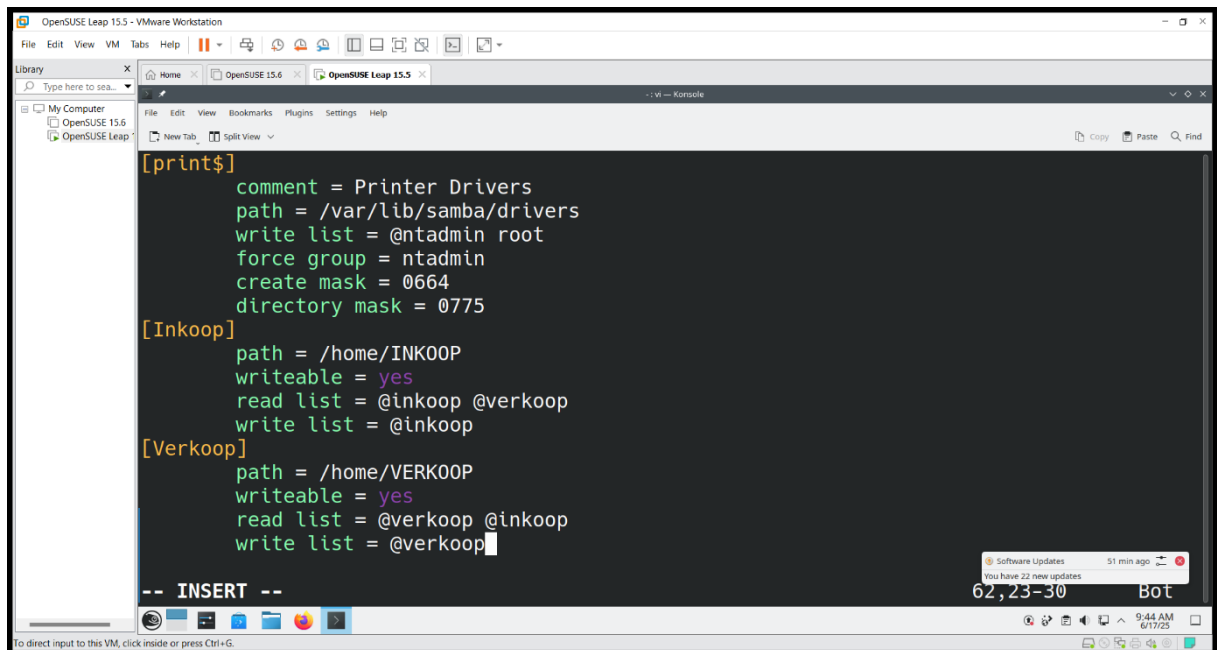 OpenSUSE Leap 15.5 - VMware Workstation
File Edit View VM Tabs Help
Library
Home OpenSUSE 15.6 OpenSUSE Leap 15.5
Type here to sea...
- : vi — Konsole
My Computer
OpenSUSE 15.6
OpenSUSE Leap
File Edit View Bookmarks Plugins Settings Help
New Tab Split View Copy Paste Find
[print$]
comment = Printer Drivers
path = /var/lib/samba/drivers
write list = @ntadmin root
force group = ntadmin
create mask = 0664
directory mask = 0775
[Inkoop]
path = /home/INKOOP
writeable = yes
read list = @inkoop @verkoop
write list = @inkoop
[Verkoop]
path = /home/VERKOOP
writeable = yes
read list = @verkoop @inkoop
write list = @verkoop
Software Updates 51 min ago
You have 22 new updates
-- INSERT -- 62,23-30 Bot
9:44 AM
6/17/25
To direct input to this VM, click inside or press Ctrl+G.